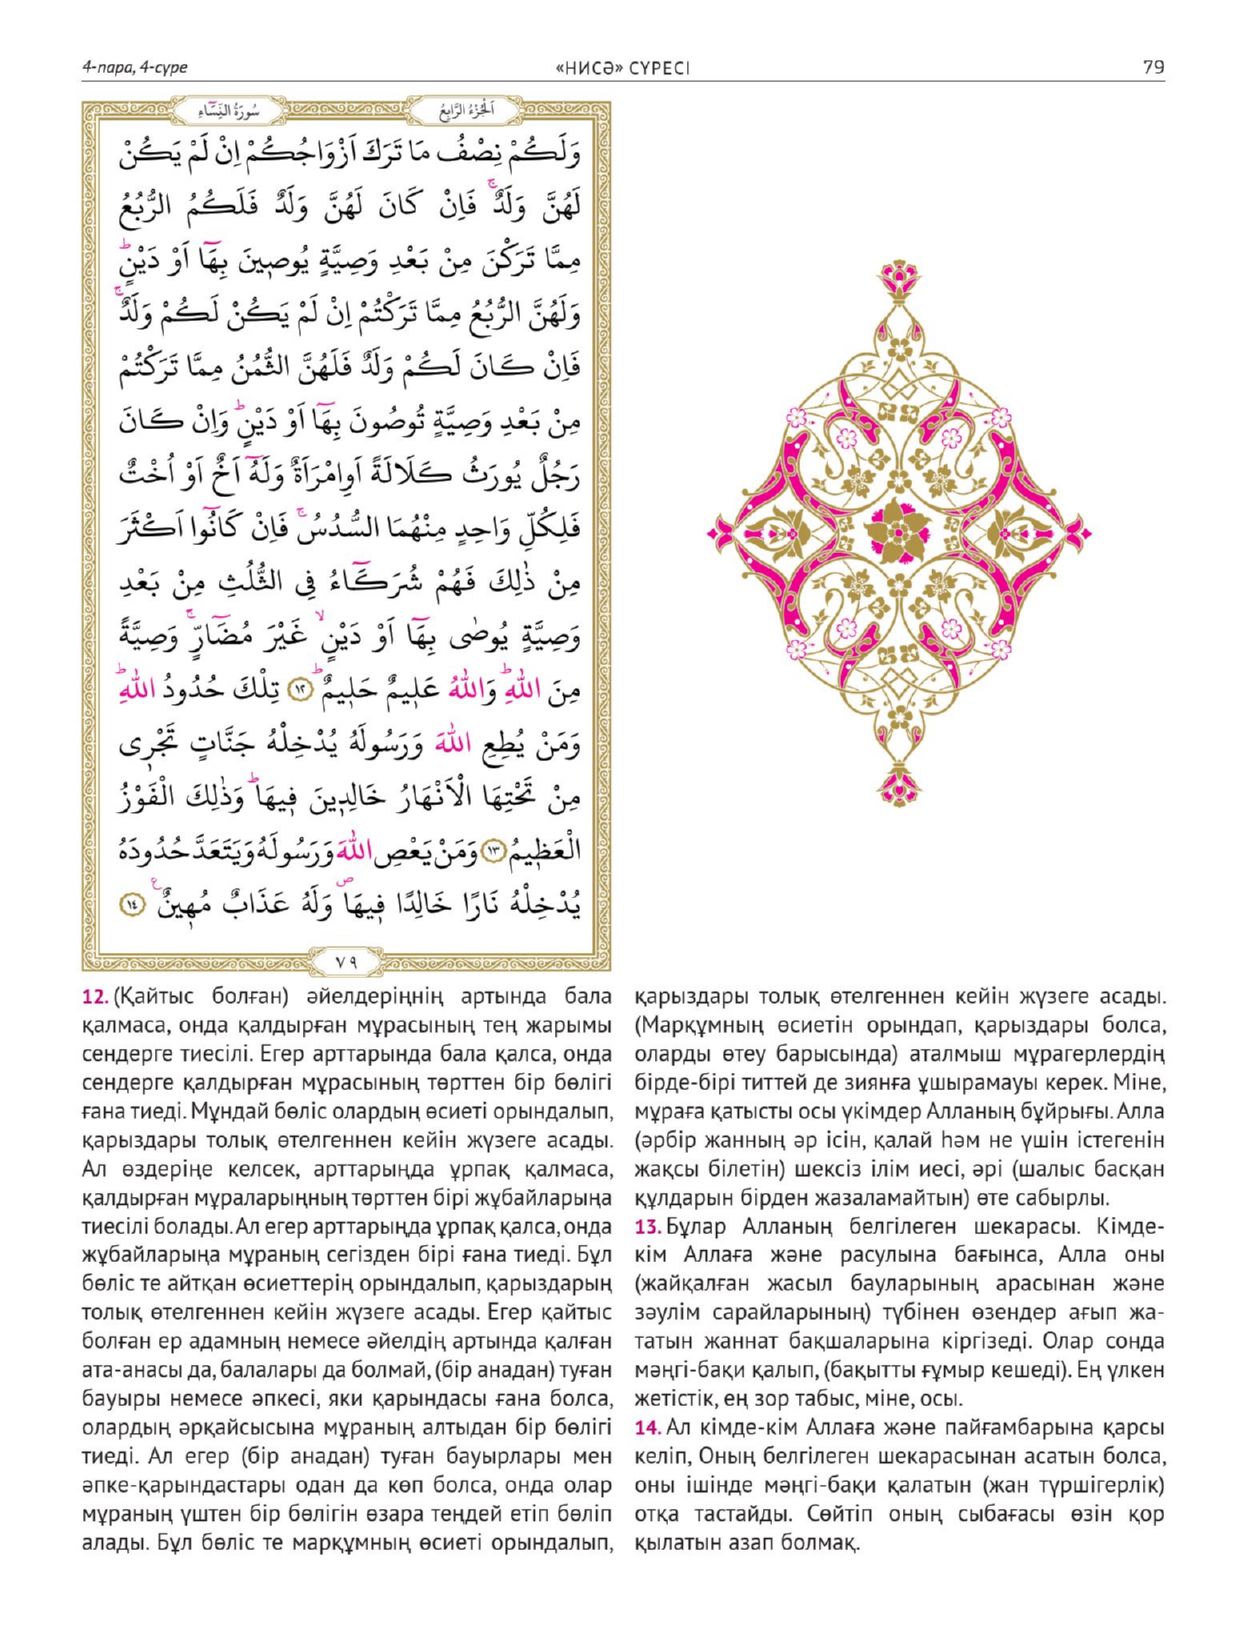 4-пара, 4-сүре
«НИСӘ» СҮРЕСІ
79
سُورَةُ النِّسَٓاءِ
اَلْجُزْءُ الرَّابِعُ
وَلَكُمْ نِصْفُ مَا تَرَكَ اَزْوَاجُكُمْ اِنْ لَمْ يَكُنْ
لَهُنَّ وَلَدٌۚ فَاِنْ كَانَ لَهُنَّ وَلَدٌ فَلَكُمُ الرُّبُعُ
مِمَّا تَرَكْنَ مِنْ بَعْدِ وَصِيَّةٍ يُوصٖينَ بِهَٓا اَوْ دَيْنٍؕ
وَلَهُنَّ الرُّبُعُ مِمَّا تَرَكْتُمْ اِنْ لَمْ يَكُنْ لَكُمْ وَلَدٌۚ
فَاِنْ كَانَ لَكُمْ وَلَدٌ فَلَهُنَّ الثُّمُنُ مِمَّا تَرَكْتُمْ
مِنْ بَعْدِ وَصِيَّةٍ تُوصُونَ بِهَٓا اَوْ دَيْنٍؕ وَاِنْ كَانَ
رَجُلٌ يُورَثُ كَلَالَةً اَوِامْرَاَةٌ وَلَهُٓ اَخٌ اَوْ اُخْتٌ
فَلِكُلِّ وَاحِدٍ مِنْهُمَا السُّدُسُۚ فَاِنْ كَانُٓوا اَكْثَرَ
مِنْ ذٰلِكَ فَهُمْ شُرَكَٓاءُ فِى الثُّلُثِ مِنْ بَعْدِ
وَصِيَّةٍ يُوصٰى بِهَٓا اَوْ دَيْنٍۙ غَيْرَ مُضَٓارٍّۚ وَصِيَّةً
مِنَ اللّٰهِؕ وَاللّٰهُ عَلٖيمٌ حَلٖيمٌؕ ﴿١٢﴾ تِلْكَ حُدُودُ اللّٰهِؕ
وَمَنْ يُطِعِ اللّٰهَ وَرَسُولَهُ يُدْخِلْهُ جَنَّاتٍ تَجْرٖى
مِنْ تَحْتِهَا الْاَنْهَارُ خَالِدٖينَ فٖيهَاؕ وَذٰلِكَ الْفَوْزُ
الْعَظٖيمُ ﴿١٣﴾ وَمَنْ يَعْصِ اللّٰهَ وَرَسُولَهُ وَيَتَعَدَّ حُدُودَهُ
يُدْخِلْهُ نَارًا خَالِدًا فٖيهَاࣕ وَلَهُ عَذَابٌ مُهٖينٌࣖ ﴿١٤﴾
٧٩
12. (Қайтыс болған) әйелдеріңнің артында бала
қалмаса, онда қалдырған мұрасының тең жарымы
сендерге тиесілі. Егер арттарында бала қалса, онда
сендерге қалдырған мұрасының төрттен бір бөлігі
ғана тиеді. Мұндай бөліс олардың өсиеті орындалып,
қарыздары толық өтелгеннен кейін жүзеге асады.
Ал өздеріңе келсек, арттарыңда ұрпақ қалмаса,
қалдырған мұраларыңның төрттен бірі жұбайларыңа
тиесілі болады. Ал егер арттарыңда ұрпақ қалса, онда
жұбайларыңа мұраның сегізден бірі ғана тиеді. Бұл
бөліс те айтқан өсиеттерің орындалып, қарыздарың
толық өтелгеннен кейін жүзеге асады. Егер қайтыс
болған ер адамның немесе әйелдің артында қалған
ата-анасы да, балалары да болмай, (бір анадан) туған
бауыры немесе әпкесі, яки қарындасы ғана болса,
олардың әрқайсысына мұраның алтыдан бір бөлігі
тиеді. Ал егер (бір анадан) туған бауырлары мен
әпке-қарындастары одан да көп болса, онда олар
мұраның үштен бір бөлігін өзара теңдей етіп бөліп
алады. Бұл бөліс те марқұмның өсиеті орындалып,
қарыздары толық өтелгеннен кейін жүзеге асады.
(Марқұмның өсиетін орындап, қарыздары болса,
оларды өтеу барысында) аталмыш мұрагерлердің
бірде-бірі титтей де зиянға ұшырамауы керек. Міне,
мұраға қатысты осы үкімдер Алланың бұйрығы. Алла
(әрбір жанның әр ісін, қалай һәм не үшін істегенін
жақсы білетін) шексіз ілім иесі, әрі (шалыс басқан
құлдарын бірден жазаламайтын) өте сабырлы.
13. Бұлар Алланың белгілеген шекарасы. Кімде-
кім Аллаға және расулына бағынса, Алла оны
(жайқалған жасыл бауларының арасынан және
зәулім сарайларының) түбінен өзендер ағып жа-
татын жаннат бақшаларына кіргізеді. Олар сонда
мәңгі-бақи қалып, (бақытты ғұмыр кешеді). Ең үлкен
жетістік, ең зор табыс, міне, осы.
14. Ал кімде-кім Аллаға және пайғамбарына қарсы
келіп, Оның белгілеген шекарасынан асатын болса,
оны ішінде мәңгі-бақи қалатын (жан түршігерлік)
отқа тастайды. Сөйтіп оның сыбағасы өзін қор
қылатын азап болмақ.